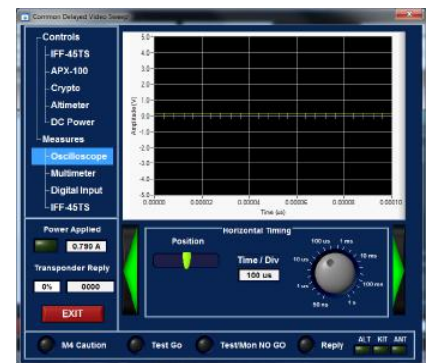 Common Delayed Video Sweep
Controls
IFF-45TS
APX-100
Crypto
Altimeter
DC Power
Measures
Oscilloscope
Multimeter
Digital Input
IFF-45TS
5.0
4.0
3.0
2.0
1.0
0.0
-1.0
-2.0
-3.0
-4.0
-5.0
Amplitude [V]
0.00000 0.00002 0.00004 0.00006 0.00008 0.00010
Time (us)
Power Applied
0.790 A
Transponder Reply
0% 0000
EXIT
Horizontal Timing
Position
Time / Div
100 us
50 ns
1 us
10 us
100 us
1 ms
10 ms
100 ms
1 s
M4 Caution
Test Go
Test/Mon NO GO
Reply
ALT KIT ANT